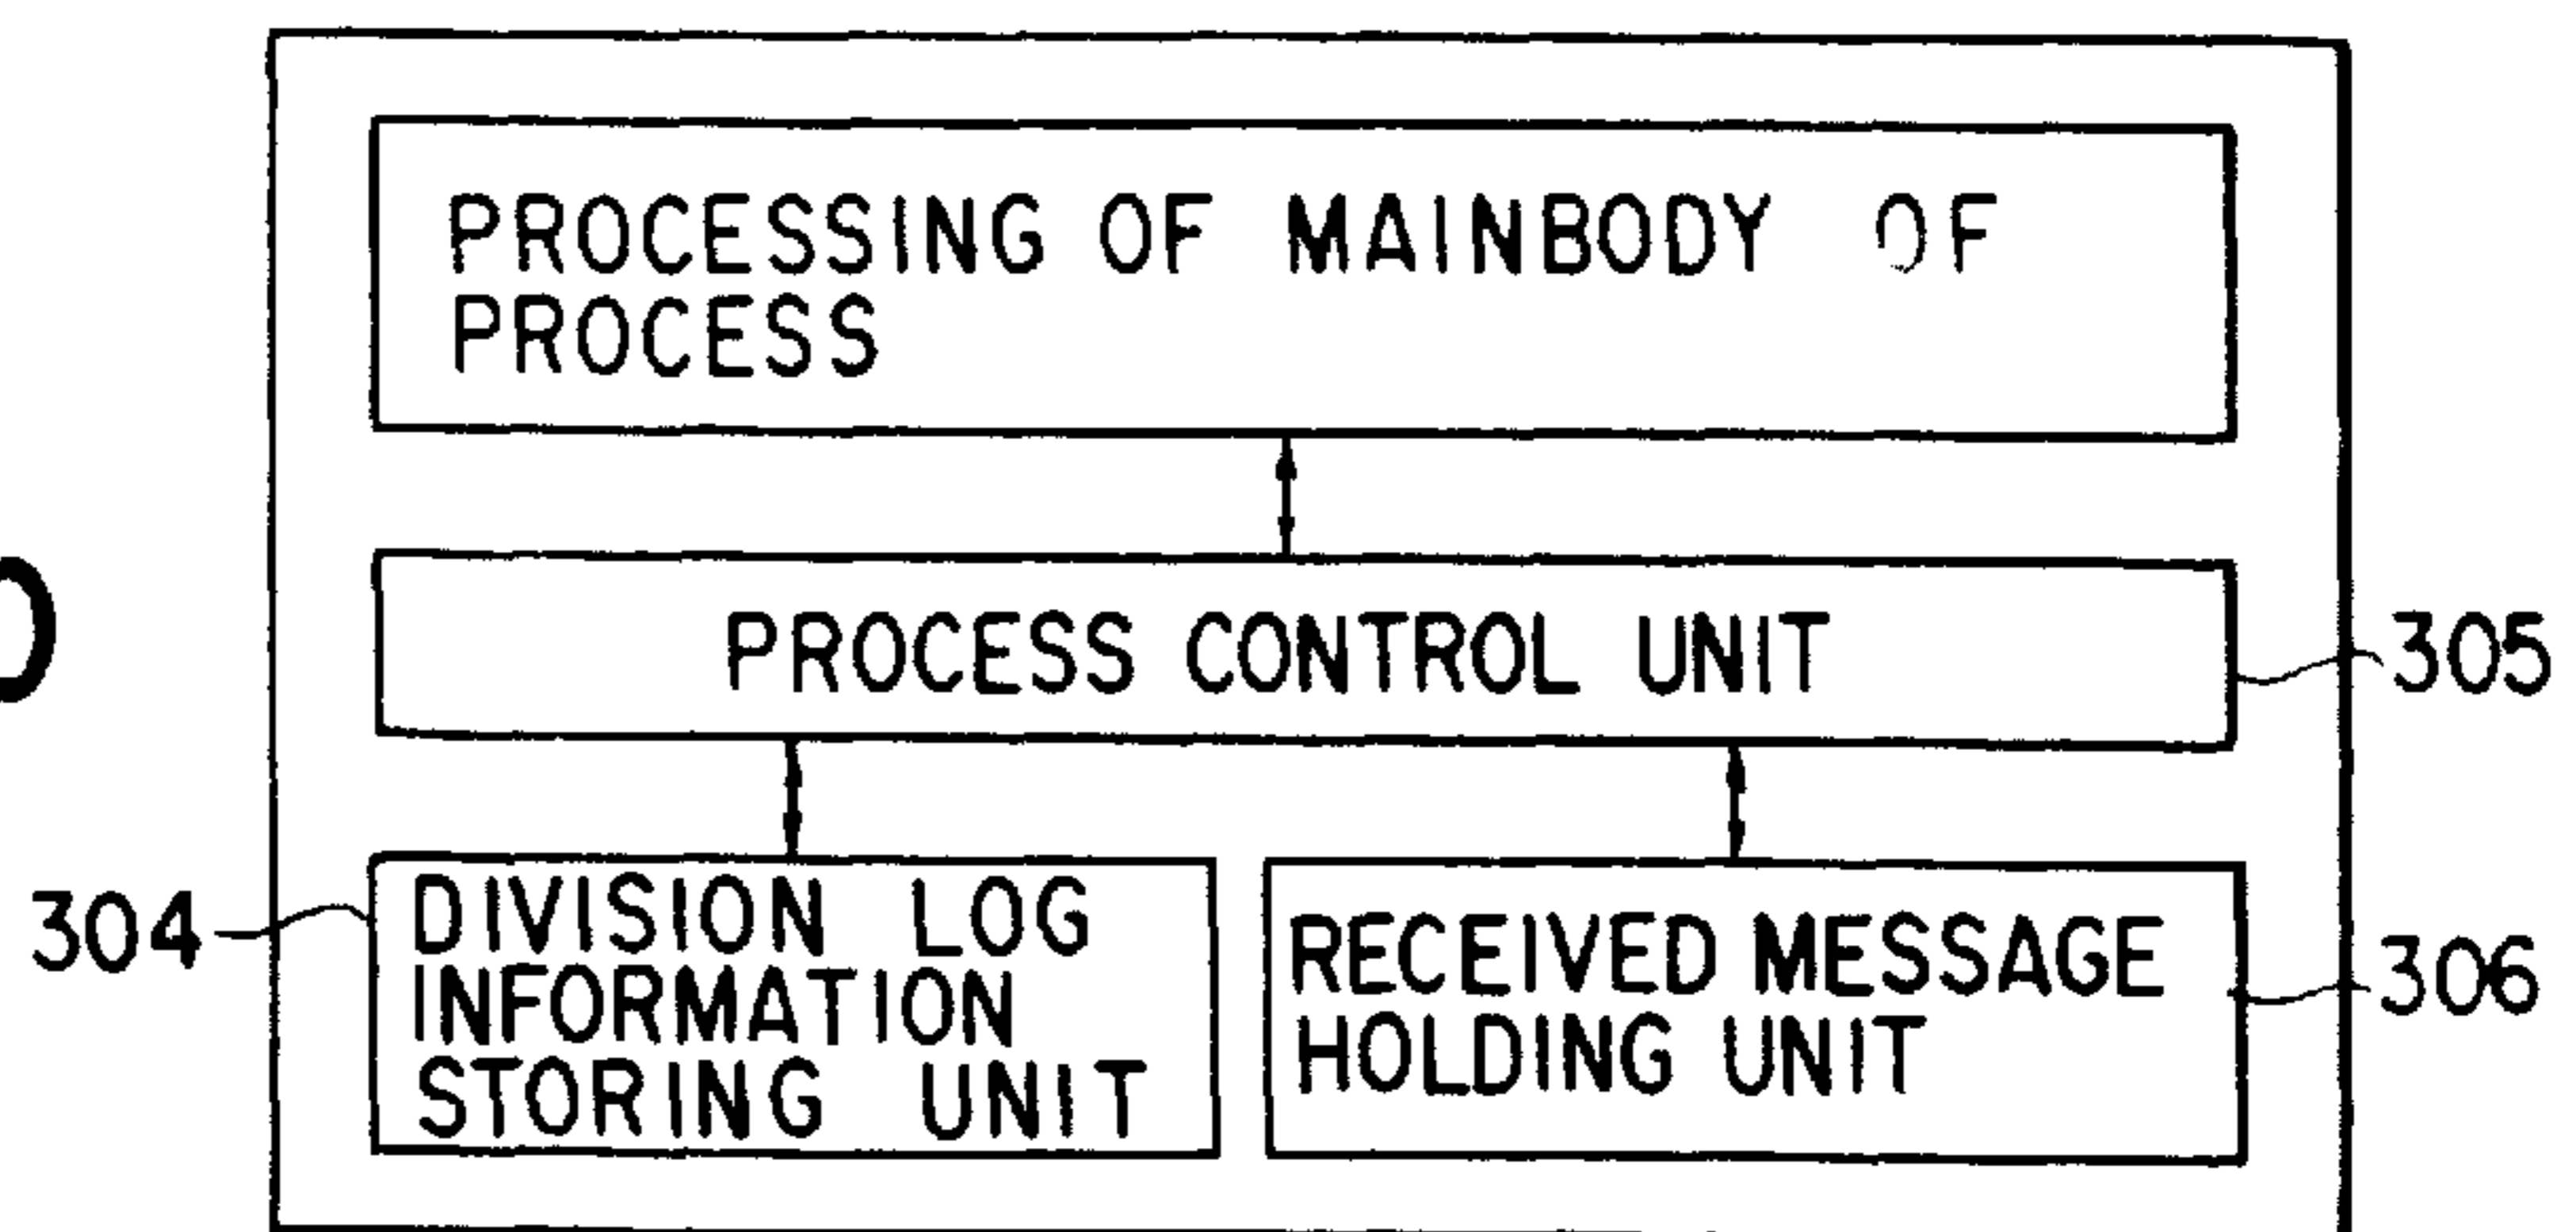 PROCESSING OF MAINBODY OF
PROCESS
PROCESS CONTROL UNIT
305
304
DIVISION LOG
INFORMATION
STORING UNIT
RECEIVED MESSAGE
HOLDING UNIT
306